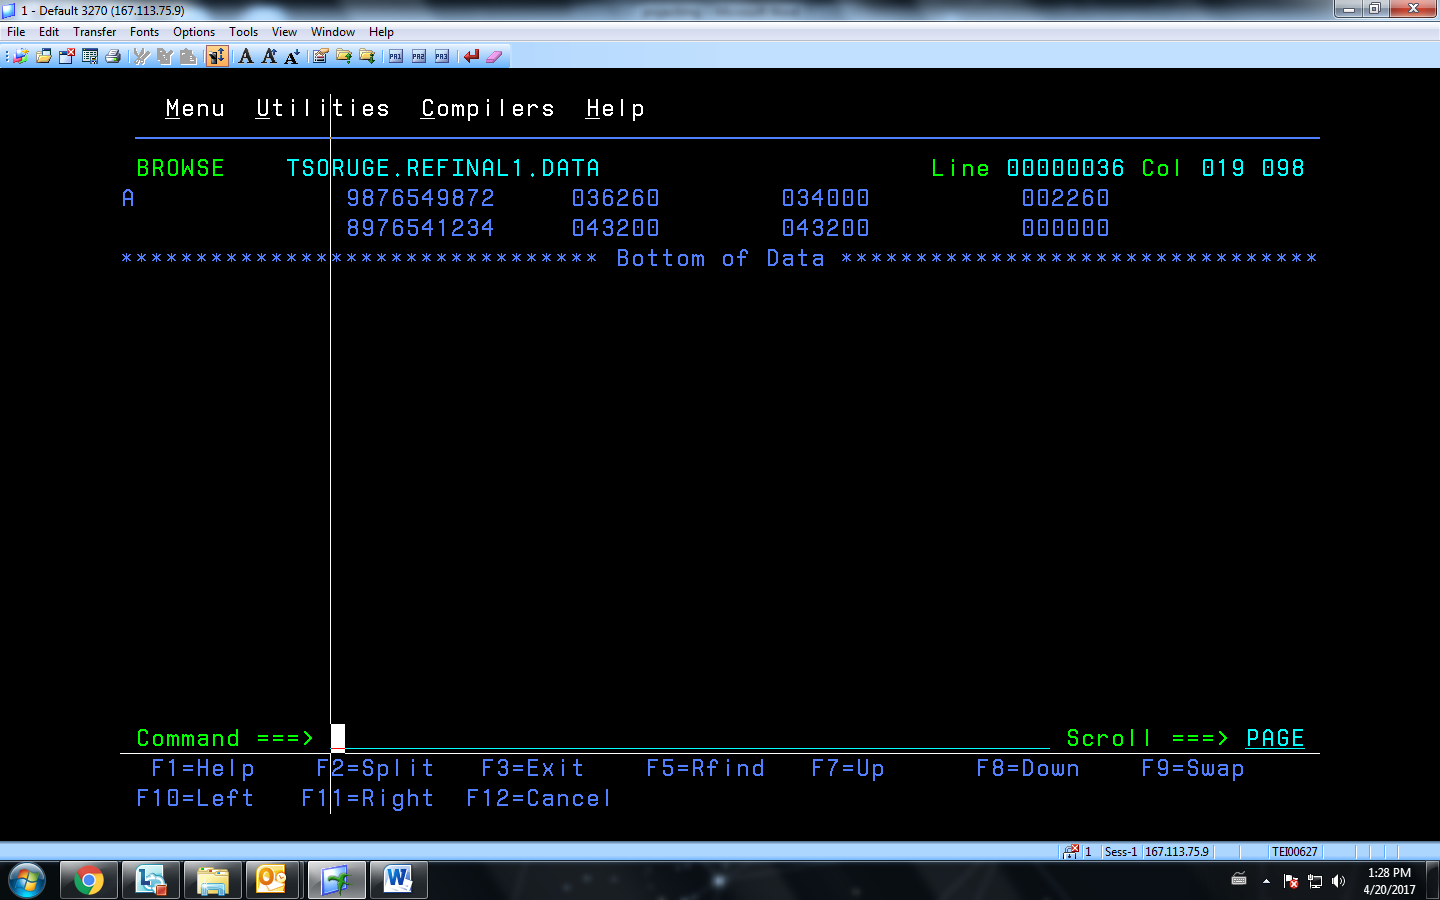 1 - Default 3270 (167.113.75.9)
File Edit Transfer Fonts Options Tools View Window Help
PA1 PA2 PA3
Menu Utilities Compilers Help
BROWSE TSORUGE.REFINAL1.DATA Line 00000036 Col 019 098
A 9876549872 036260 034000 002260
8976541234 043200 043200 000000
******************************** Bottom of Data ********************************
Command ===> Scroll ===> PAGE
F1=Help F2=Split F3=Exit F5=Rfind F7=Up F8=Down F9=Swap
F10=Left F11=Right F12=Cancel
1 Sess-1 167.113.75.9 TEI00627
1:28 PM
4/20/2017